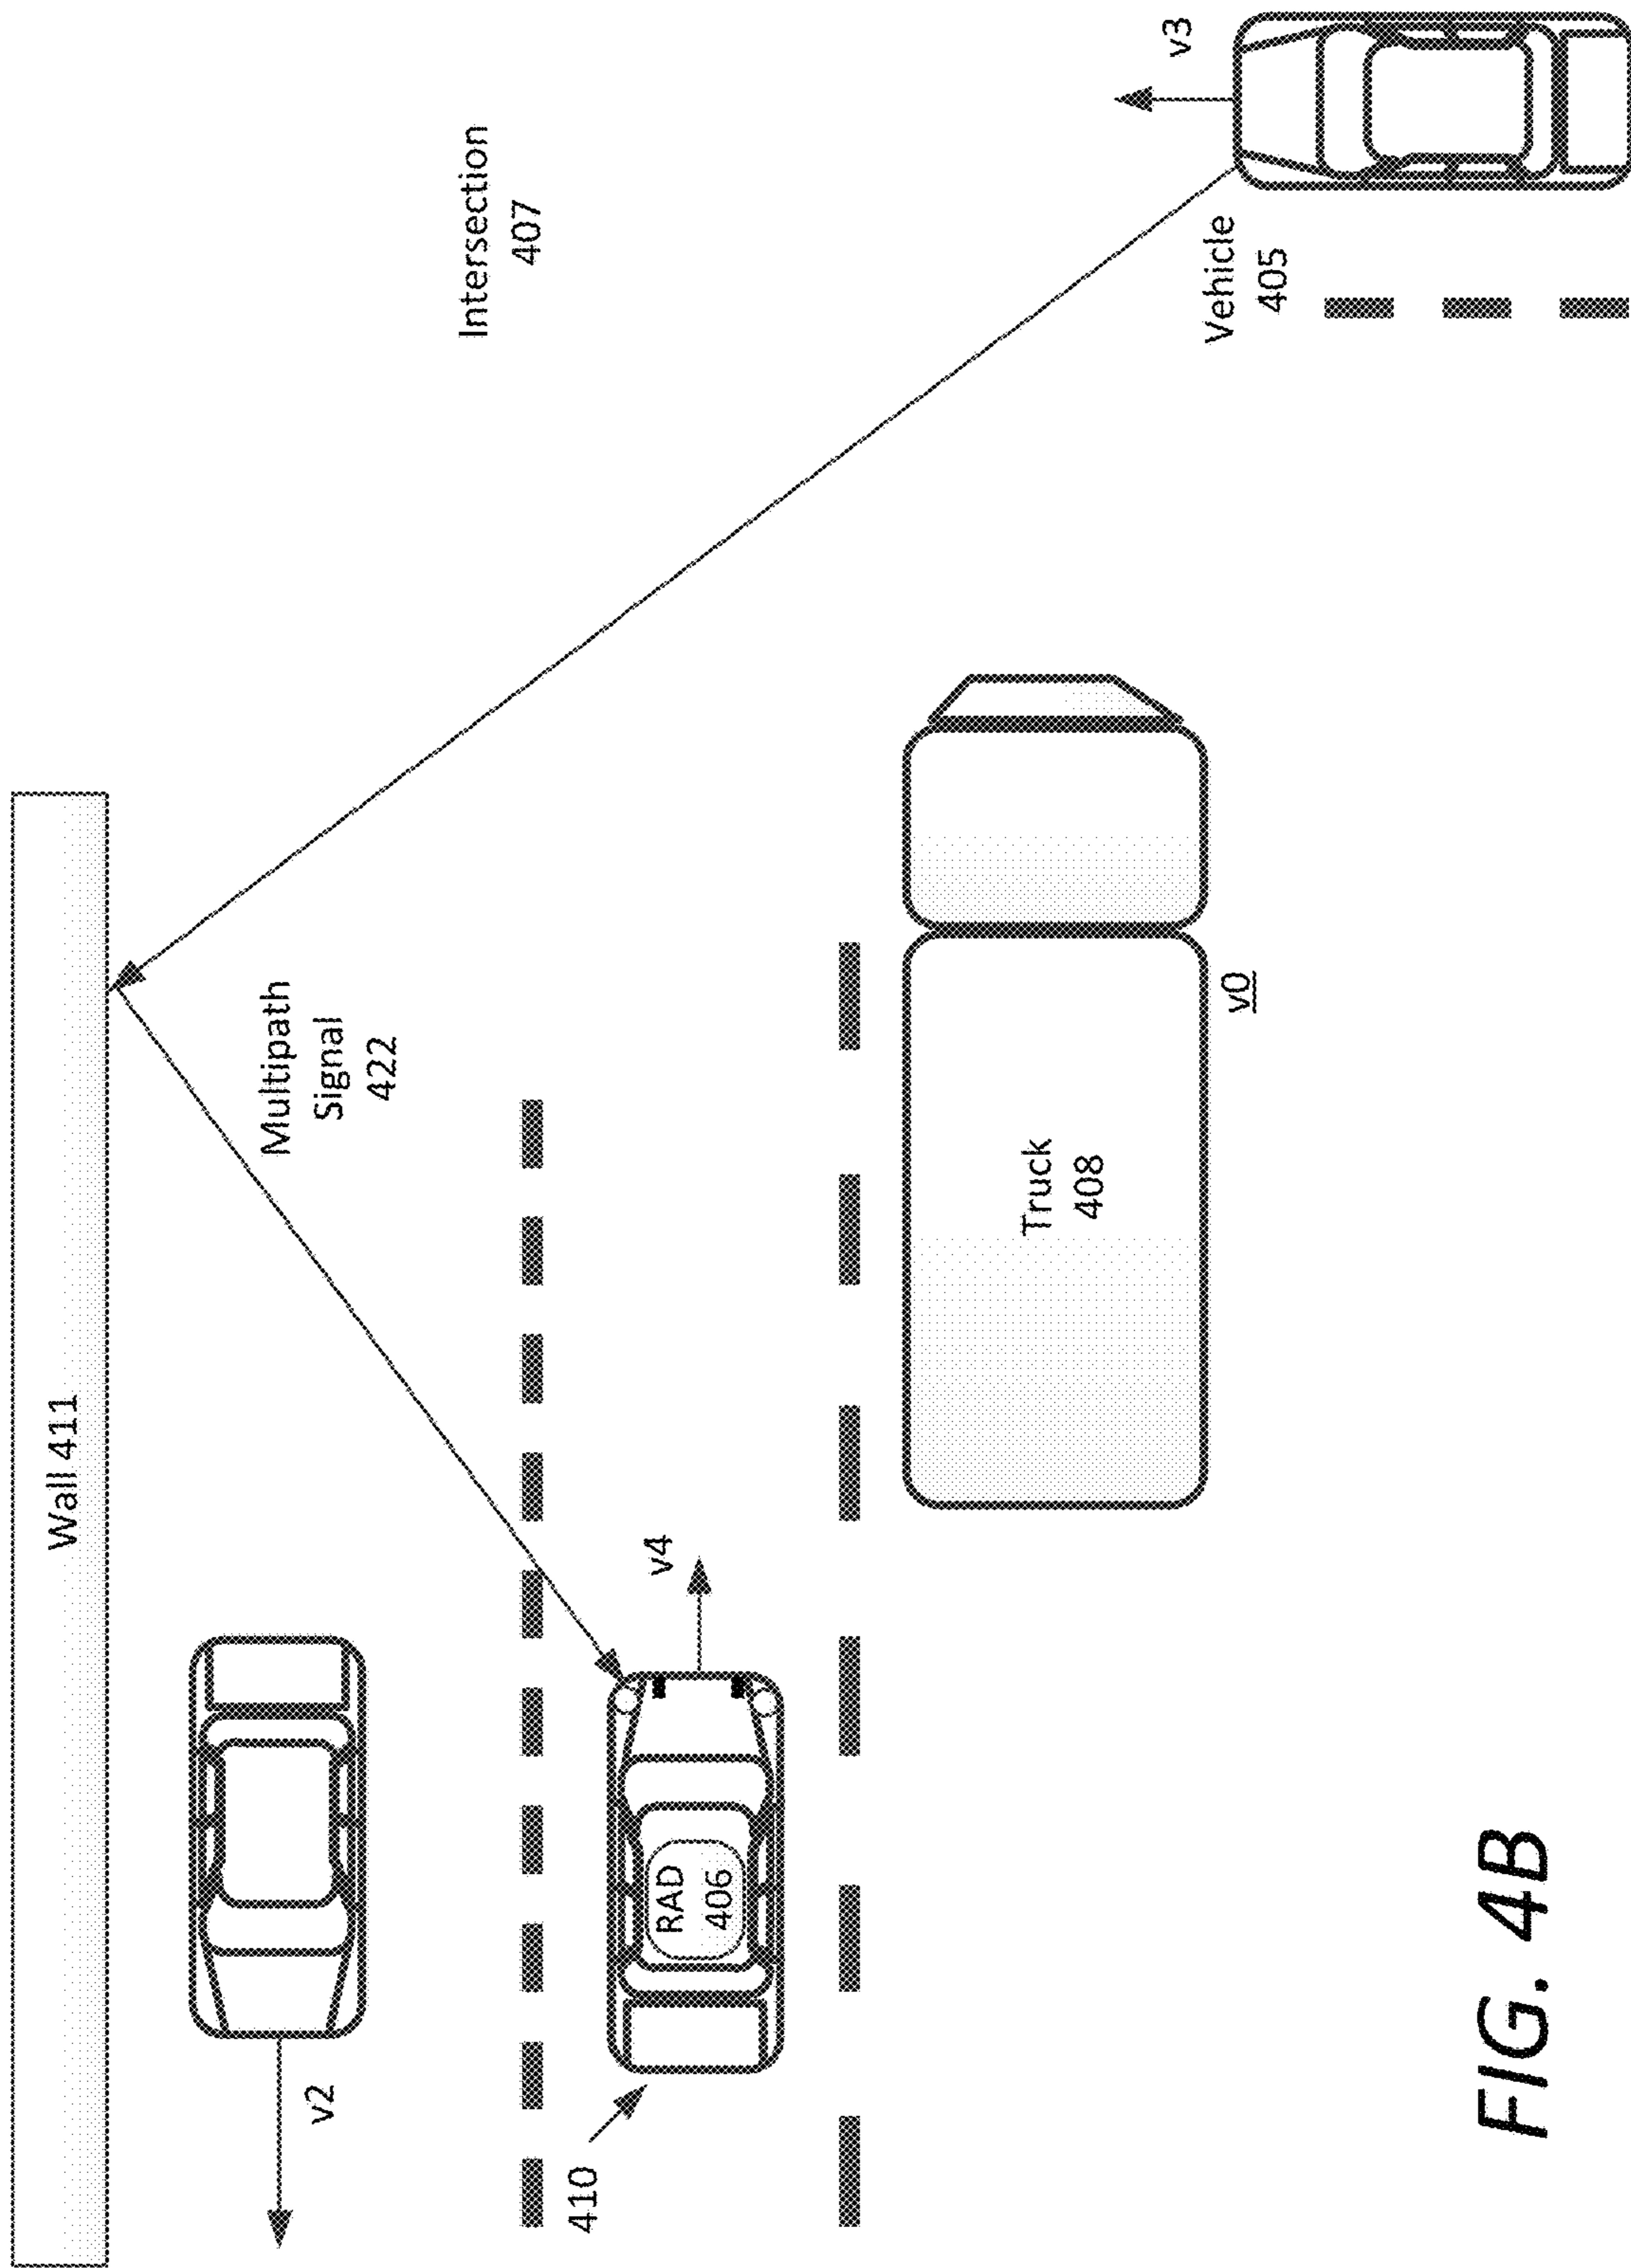 Wall 411
v2
Multipath
Signal
422
Intersection
407
v3
410
RAD
406
v4
Truck
408
v0
Vehicle
405
FIG. 4B